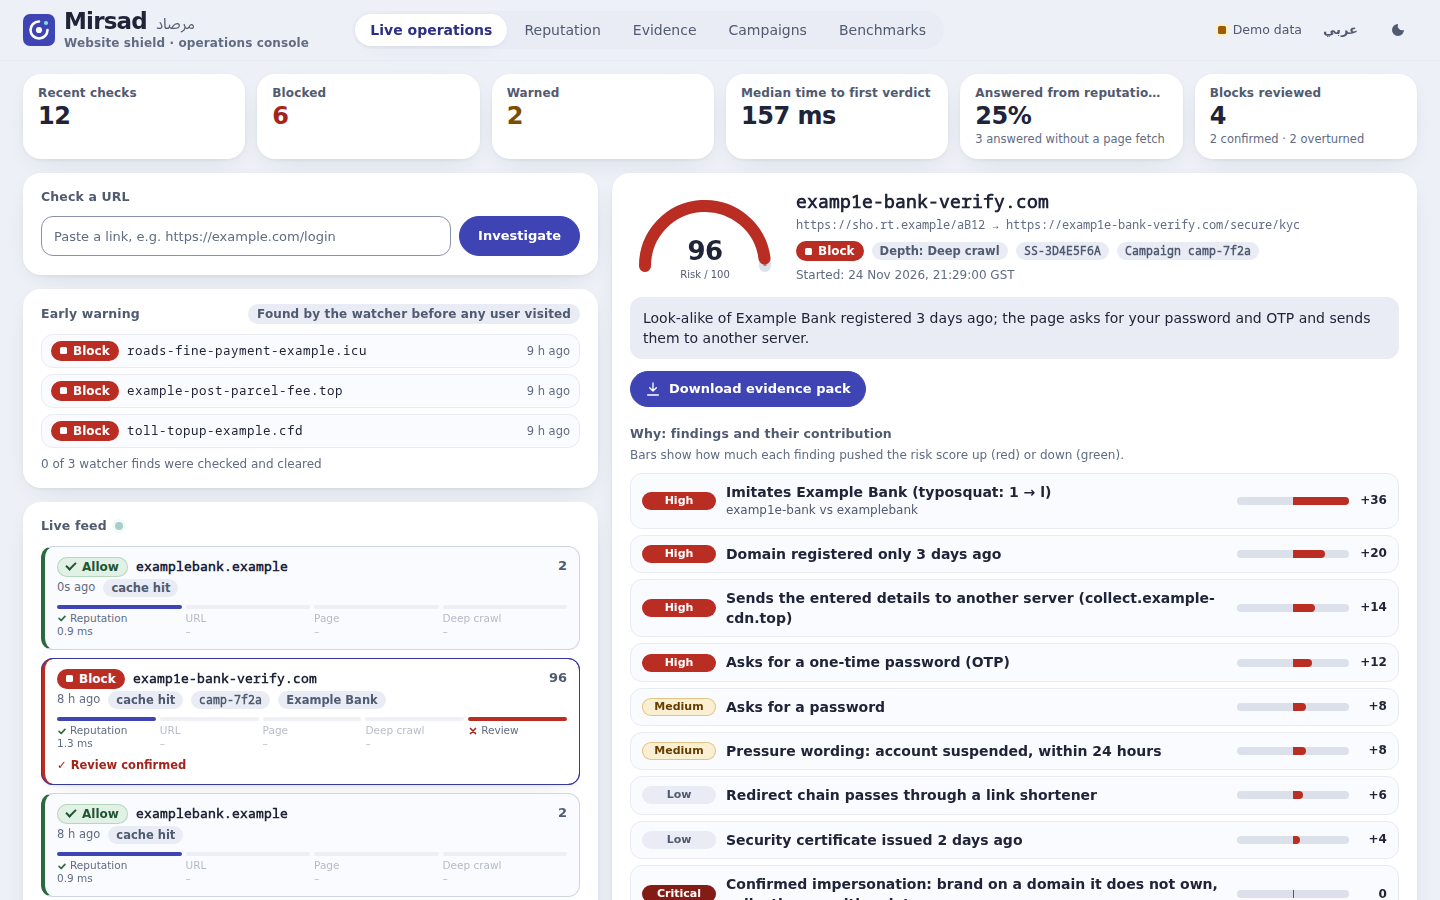 Mirsad مرصاد
Website shield · operations console
Live operations
Reputation
Evidence
Campaigns
Benchmarks
Demo data
عربي
Recent checks
12
Blocked
6
Warned
2
Median time to first verdict
157 ms
Answered from reputatio…
25%
3 answered without a page fetch
Blocks reviewed
4
2 confirmed · 2 overturned
Check a URL
Paste a link, e.g. https://example.com/login
Investigate
Early warning
Found by the watcher before any user visited
Block roads-fine-payment-example.icu 9 h ago
Block example-post-parcel-fee.top 9 h ago
Block toll-topup-example.cfd 9 h ago
0 of 3 watcher finds were checked and cleared
Live feed
Allow examplebank.example 2
0s ago cache hit
Reputation URL Page Deep crawl
0.9 ms – – –
Block examp1e-bank-verify.com 96
8 h ago cache hit camp-7f2a Example Bank
Reputation URL Page Deep crawl Review
1.3 ms – – –
✓ Review confirmed
Allow examplebank.example 2
8 h ago cache hit
Reputation URL Page Deep crawl
0.9 ms – – –
96
Risk / 100
examp1e-bank-verify.com
https://sho.rt.example/aB12 → https://examp1e-bank-verify.com/secure/kyc
Block Depth: Deep crawl SS-3D4E5F6A Campaign camp-7f2a
Started: 24 Nov 2026, 21:29:00 GST
Look-alike of Example Bank registered 3 days ago; the page asks for your password and OTP and sends
them to another server.
Download evidence pack
Why: findings and their contribution
Bars show how much each finding pushed the risk score up (red) or down (green).
High Imitates Example Bank (typosquat: 1 → l) +36
examp1e-bank vs examplebank
High Domain registered only 3 days ago +20
High Sends the entered details to another server (collect.example-
cdn.top) +14
High Asks for a one-time password (OTP) +12
Medium Asks for a password +8
Medium Pressure wording: account suspended, within 24 hours +8
Low Redirect chain passes through a link shortener +6
Low Security certificate issued 2 days ago +4
Critical Confirmed impersonation: brand on a domain it does not own, 0